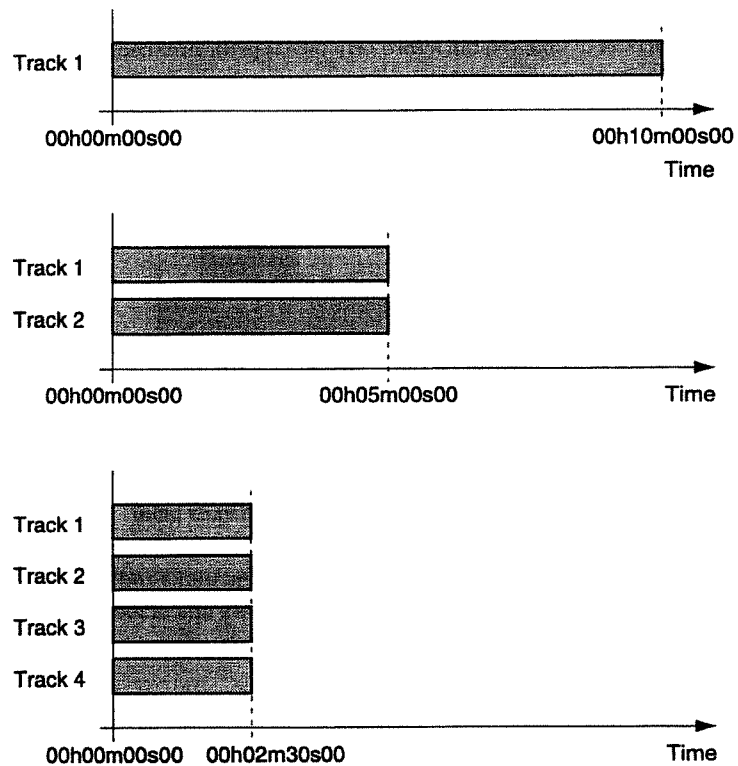 Track 1
00h00m00s00 00h10m00s00
Time
Track 1
Track 2
00h00m00s00 00h05m00s00 Time
Track 1
Track 2
Track 3
Track 4
00h00m00s00 00h02m30s00 Time